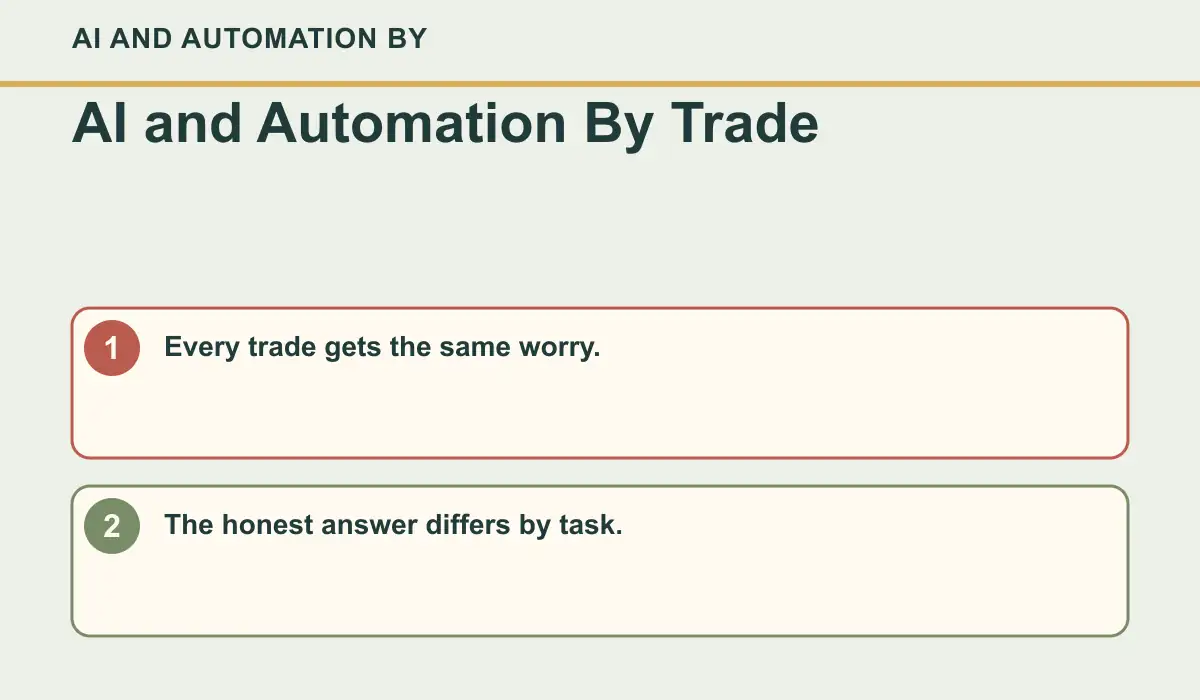 AI AND AUTOMATION BY
AI and Automation By Trade
1
Every trade gets the same worry.
2
The honest answer differs by task.